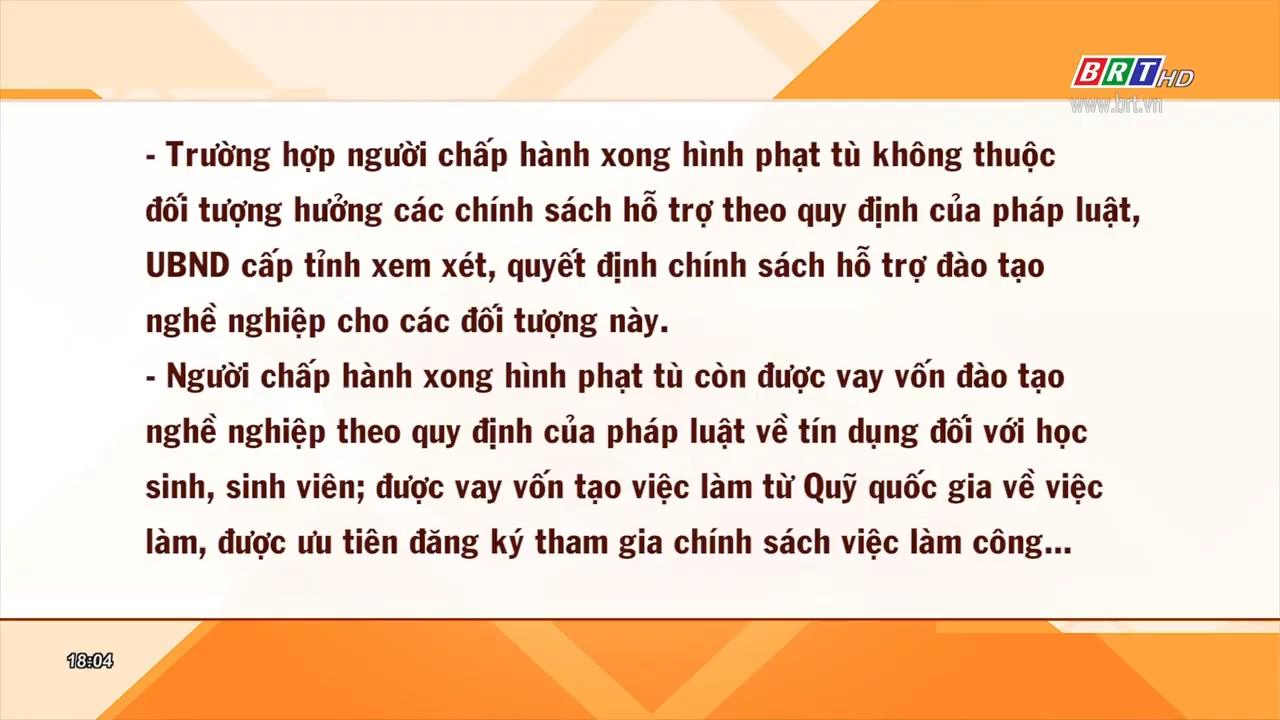 BRT HD
www.brt.vn
- Trường hợp người chấp hành xong hình phạt tù không thuộc
đối tượng hưởng các chính sách hỗ trợ theo quy định của pháp luật,
UBND cấp tỉnh xem xét, quyết định chính sách hỗ trợ đào tạo
nghề nghiệp cho các đối tượng này.
- Người chấp hành xong hình phạt tù còn được vay vốn đào tạo
nghề nghiệp theo quy định của pháp luật về tín dụng đối với học
sinh, sinh viên; được vay vốn tạo việc làm từ Quỹ quốc gia về việc
làm, được ưu tiên đăng ký tham gia chính sách việc làm công...
18:04